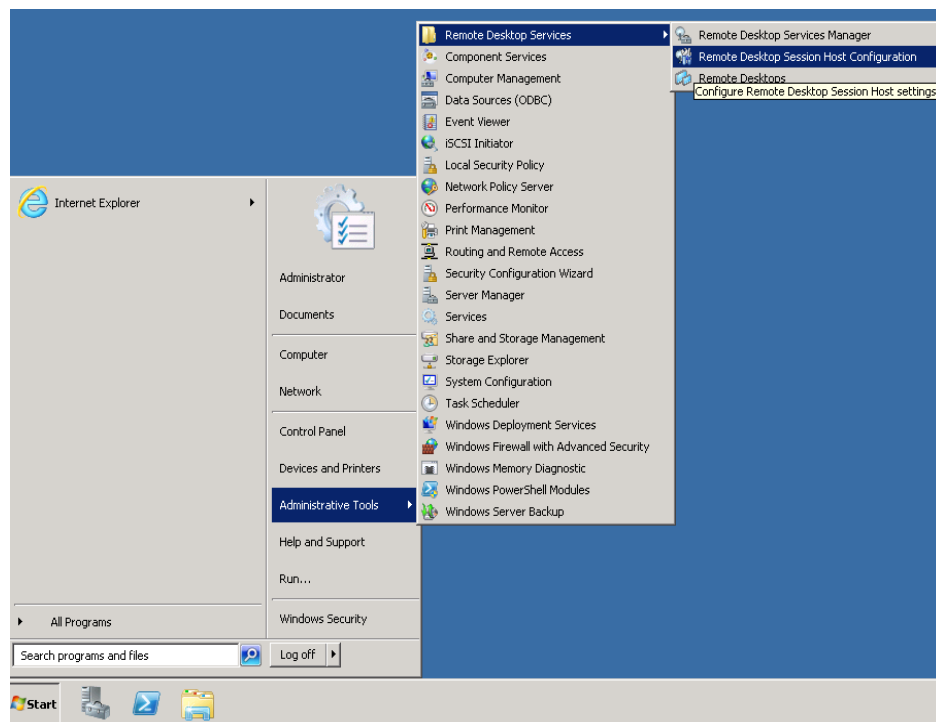 Remote Desktop Services
Component Services
Computer Management
Data Sources (ODBC)
Event Viewer
iSCSI Initiator
Local Security Policy
Network Policy Server
Performance Monitor
Print Management
Routing and Remote Access
Security Configuration Wizard
Server Manager
Services
Share and Storage Management
Storage Explorer
System Configuration
Task Scheduler
Windows Deployment Services
Windows Firewall with Advanced Security
Windows Memory Diagnostic
Windows PowerShell Modules
Windows Server Backup
Remote Desktop Services Manager
Remote Desktop Session Host Configuration
Remote Desktops
Configure Remote Desktop Session Host settings
Internet Explorer
Administrator
Documents
Computer
Network
Control Panel
Devices and Printers
Administrative Tools
Help and Support
Run...
Windows Security
All Programs
Search programs and files
Log off
Start